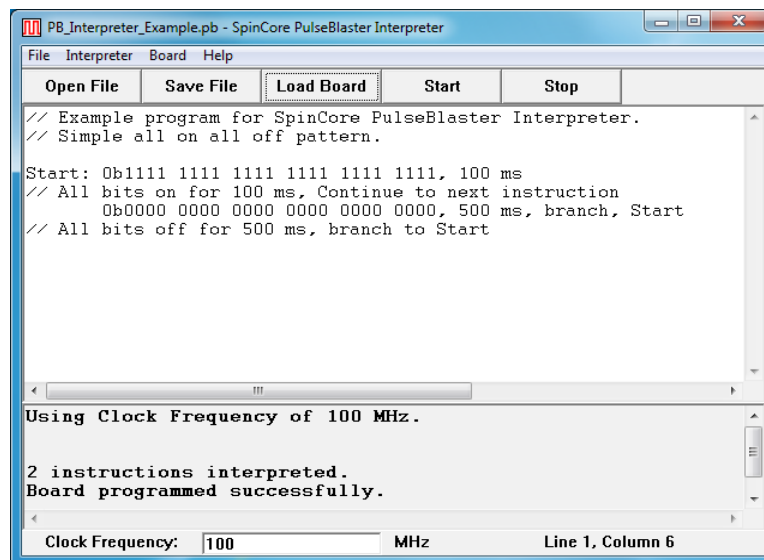 PB_Interpreter_Example.pb - SpinCore PulseBlaster Interpreter
File Interpreter Board Help
Open File Save File Load Board Start Stop
// Example program for SpinCore PulseBlaster Interpreter.
// Simple all on all off pattern.
Start: 0b1111 1111 1111 1111 1111 1111, 100 ms
// All bits on for 100 ms, Continue to next instruction
0b0000 0000 0000 0000 0000 0000, 500 ms, branch, Start
// All bits off for 500 ms, branch to Start
Using Clock Frequency of 100 MHz.
2 instructions interpreted.
Board programmed successfully.
Clock Frequency: 100 MHz Line 1, Column 6